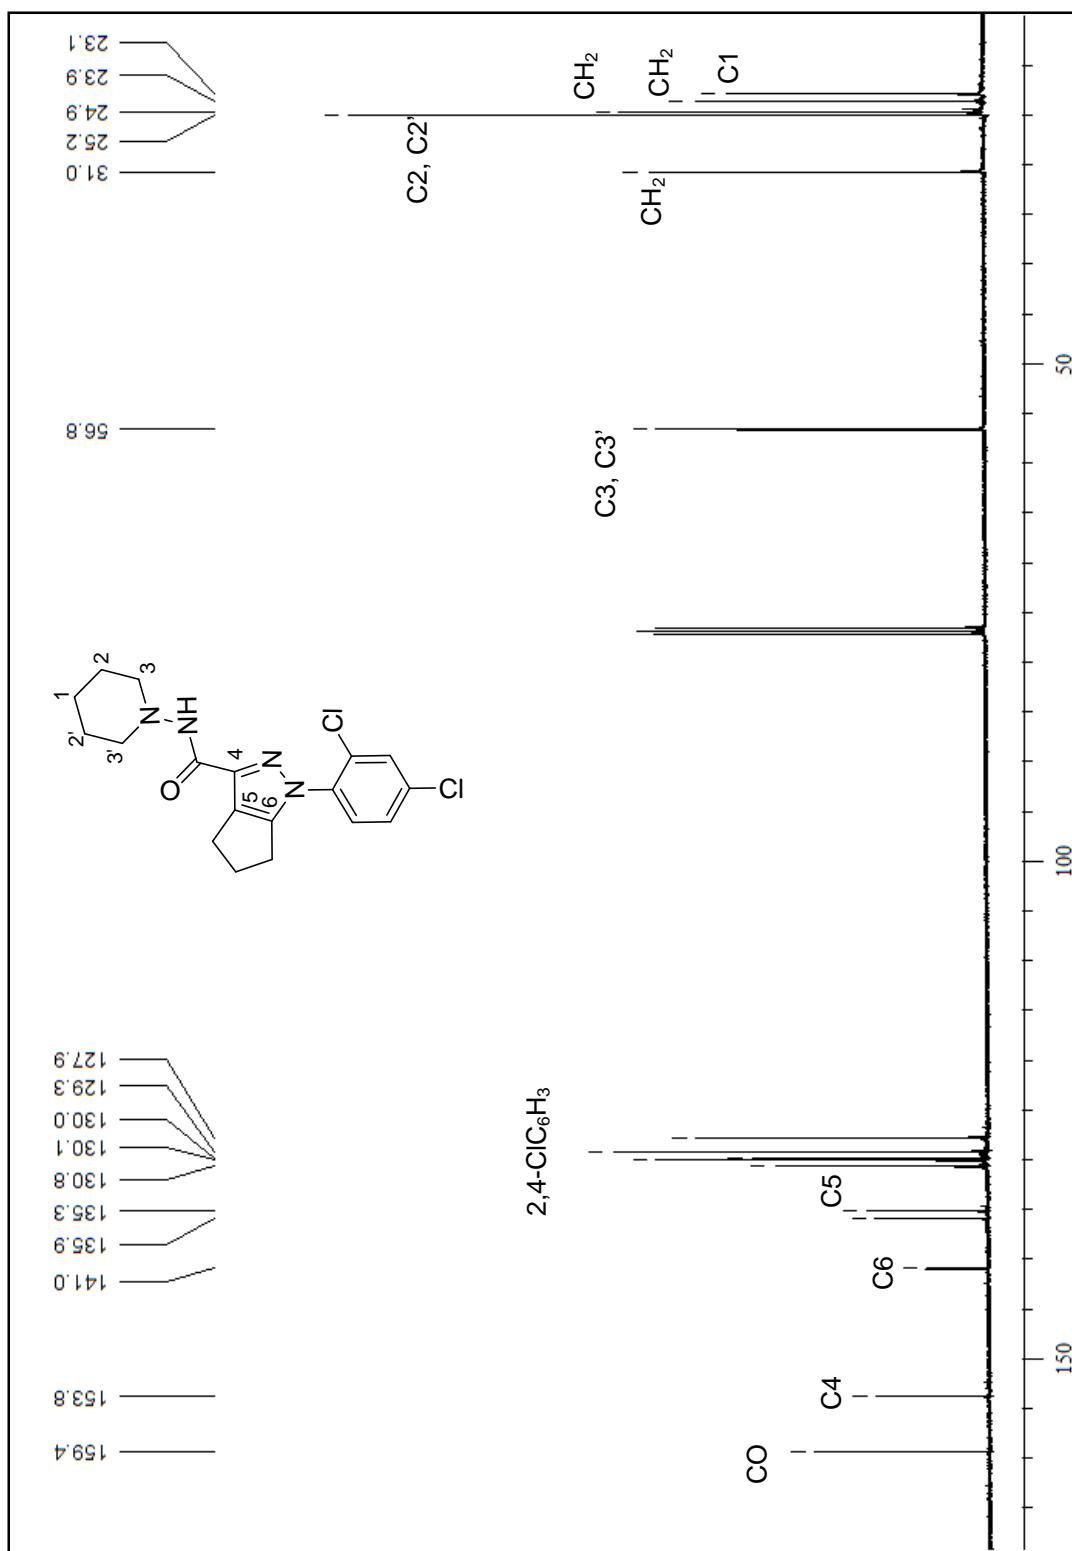 23.1
23.9
24.9
25.2
31.0
56.8
127.9
129.3
130.0
130.1
130.8
135.3
135.9
141.0
153.8
159.4
CH2
CH2
C1
C2, C2'
CH2
C3, C3’
2,4-ClC6H3
C5
C6
C4
CO
1
2
3
2'
3'
N
NH
O
4
5
6
N
N
Cl
Cl
50
100
150